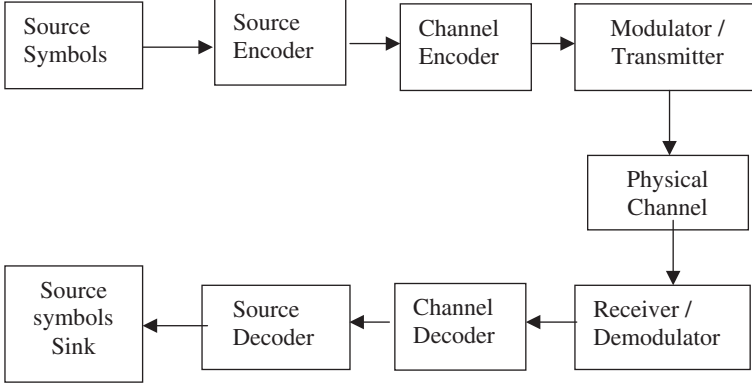 Source
Symbols
Source
Encoder
Channel
Encoder
Modulator /
Transmitter
Physical
Channel
Receiver /
Demodulator
Channel
Decoder
Source
Decoder
Source
symbols
Sink